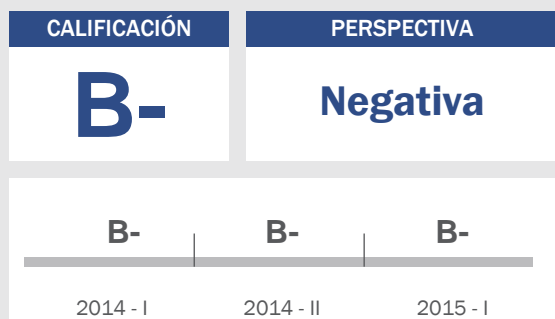 CALIFICACIÓN
B-
PERSPECTIVA
Negativa
B- B- B-
2014 - I 2014 - II 2015 - I